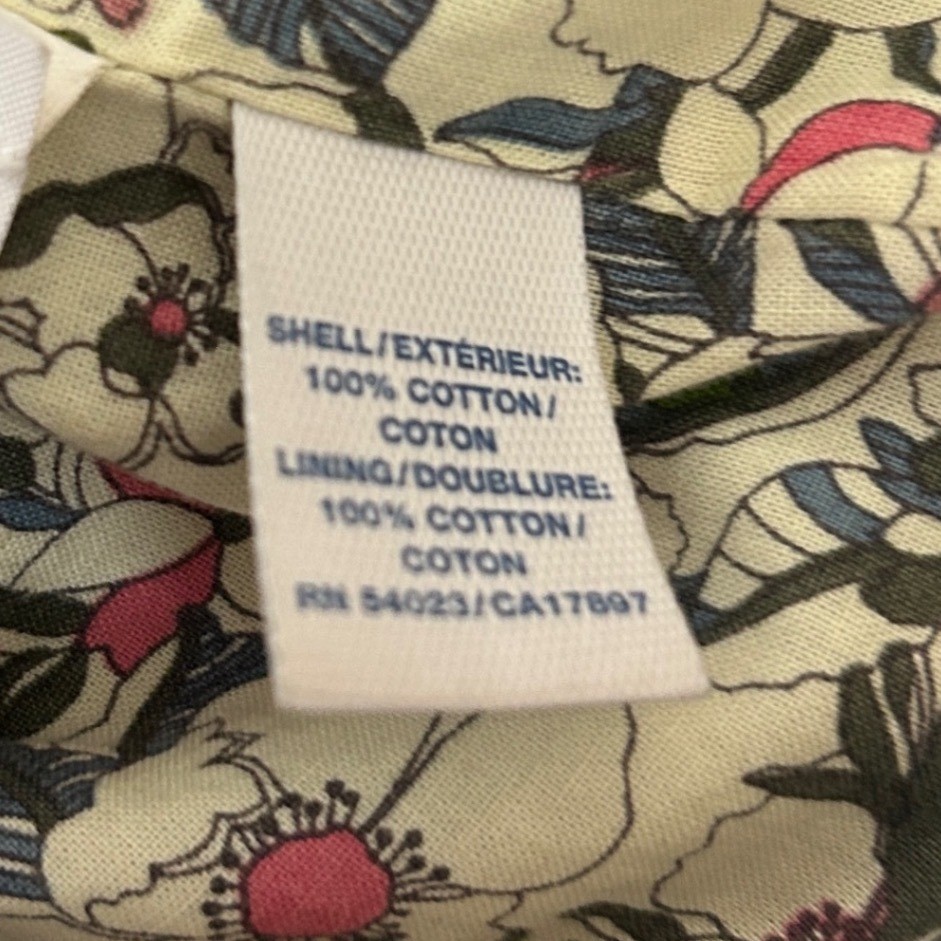 SHELL/EXTÉRIEUR:
100% COTTON/
COTON
LINING/DOUBLURE:
100% COTTON/
COTON
RN 54023/CA17897